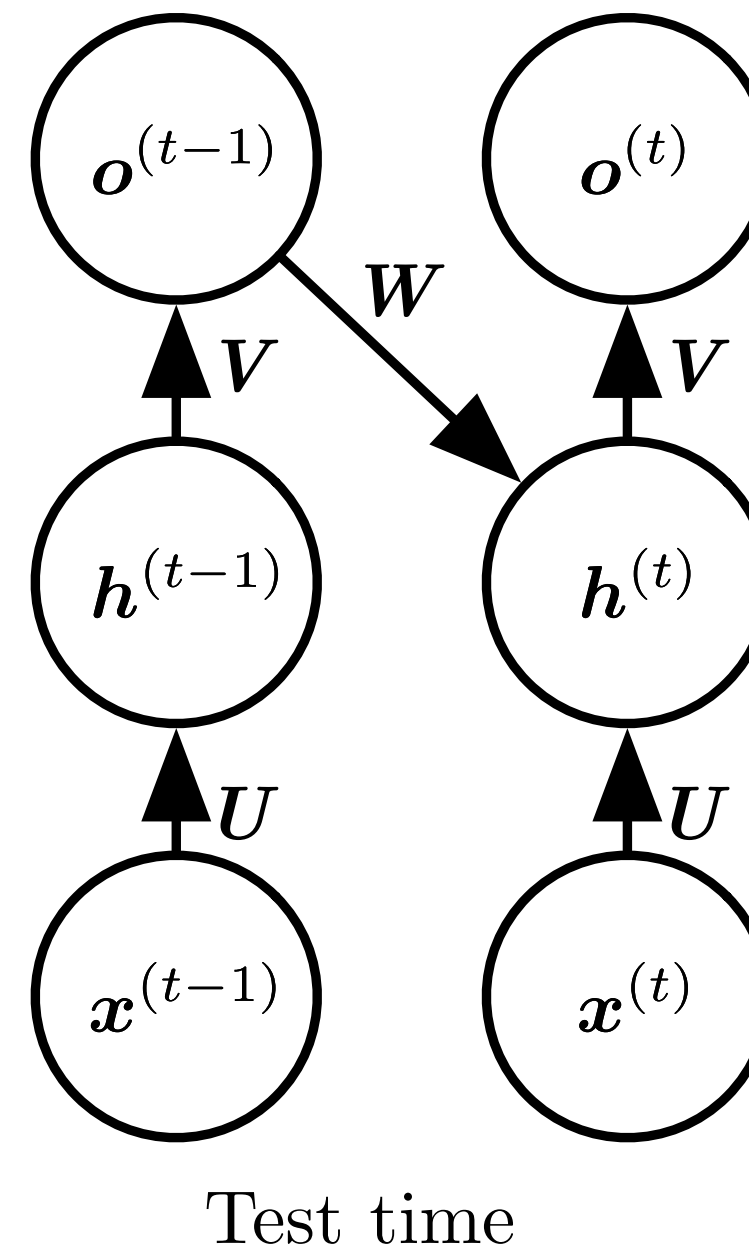 o^(t−1) o^(t)
W
V V
h^(t−1) h^(t)
U U
x^(t−1) x^(t)
Test time